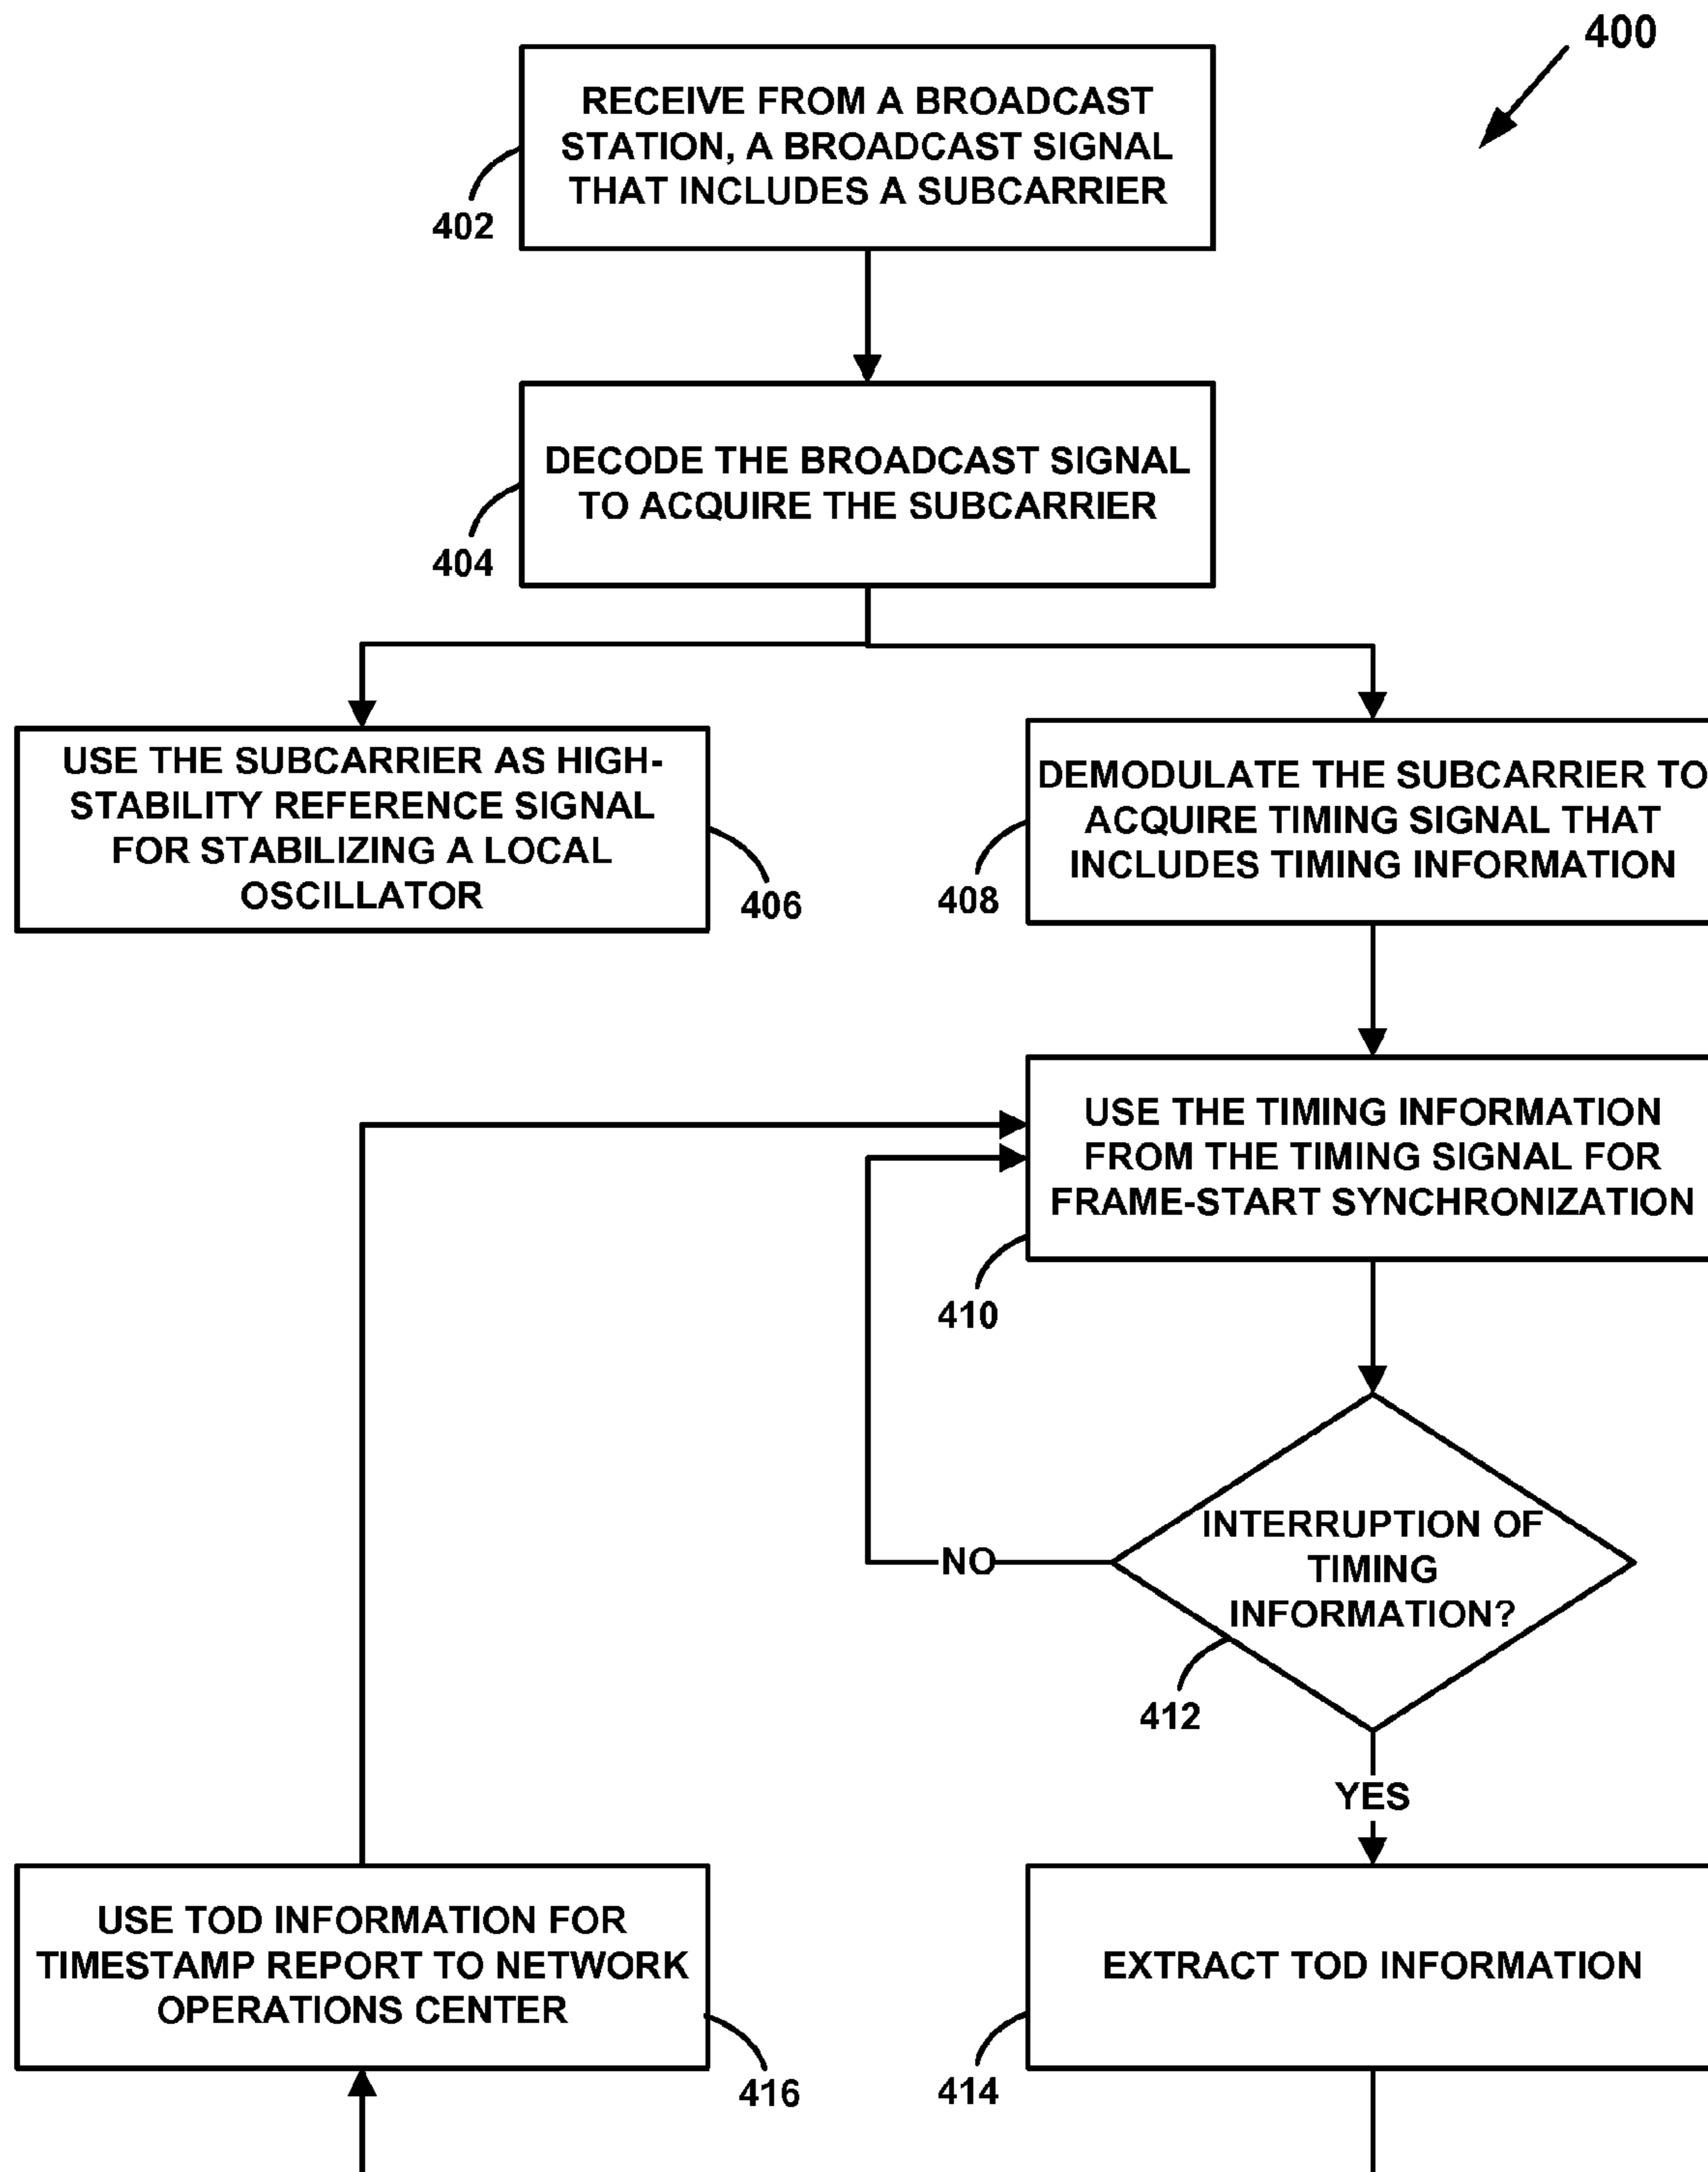 400
RECEIVE FROM A BROADCAST
STATION, A BROADCAST SIGNAL
THAT INCLUDES A SUBCARRIER
402
DECODE THE BROADCAST SIGNAL
TO ACQUIRE THE SUBCARRIER
404
USE THE SUBCARRIER AS HIGH-
STABILITY REFERENCE SIGNAL
FOR STABILIZING A LOCAL
OSCILLATOR
406
DEMODULATE THE SUBCARRIER TO
ACQUIRE TIMING SIGNAL THAT
INCLUDES TIMING INFORMATION
408
USE THE TIMING INFORMATION
FROM THE TIMING SIGNAL FOR
FRAME-START SYNCHRONIZATION
410
INTERRUPTION OF
TIMING
INFORMATION?
NO
412
YES
USE TOD INFORMATION FOR
TIMESTAMP REPORT TO NETWORK
OPERATIONS CENTER
416
EXTRACT TOD INFORMATION
414